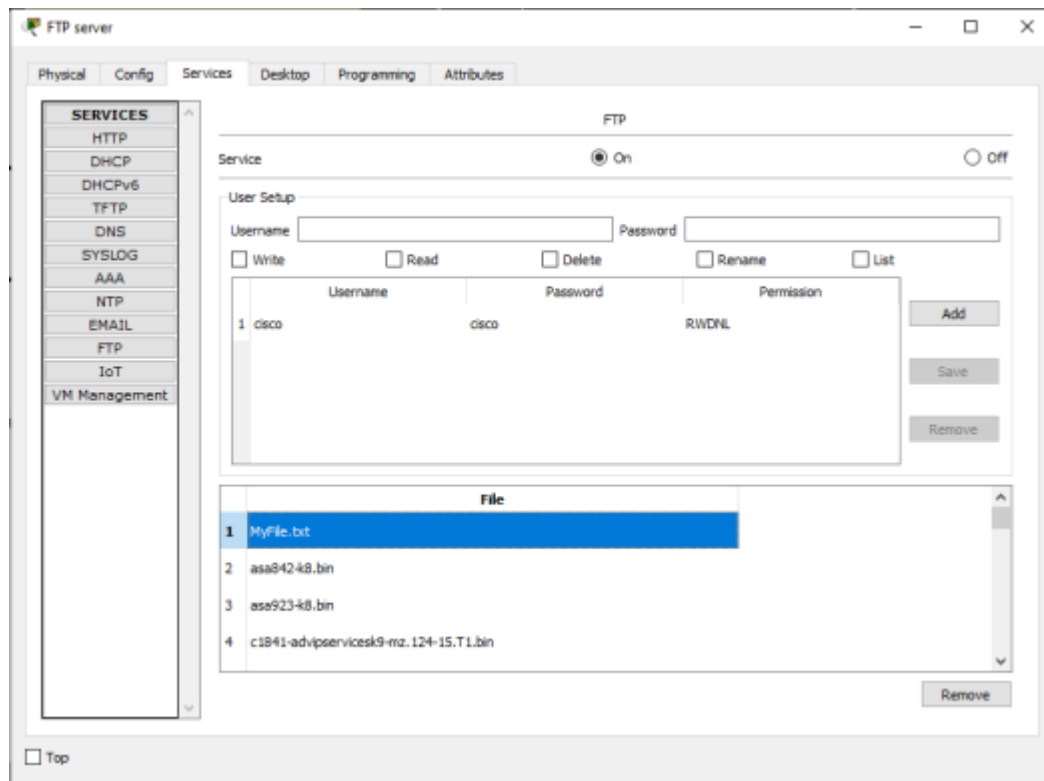 FTP server
Physical Config Services Desktop Programming Attributes
SERVICES
HTTP
DHCP
DHCPv6
TFTP
DNS
SYSLOG
AAA
NTP
EMAIL
FTP
IoT
VM Management
FTP
Service On Off
User Setup
Username Password
Write Read Delete Rename List
Username Password Permission
1 cisco cisco RWDNL
Add
Save
Remove
File
1 MyFile.txt
2 asa842-k8.bin
3 asa923-k8.bin
4 c1841-advipservicesk9-mz.124-15.T1.bin
Remove
Top